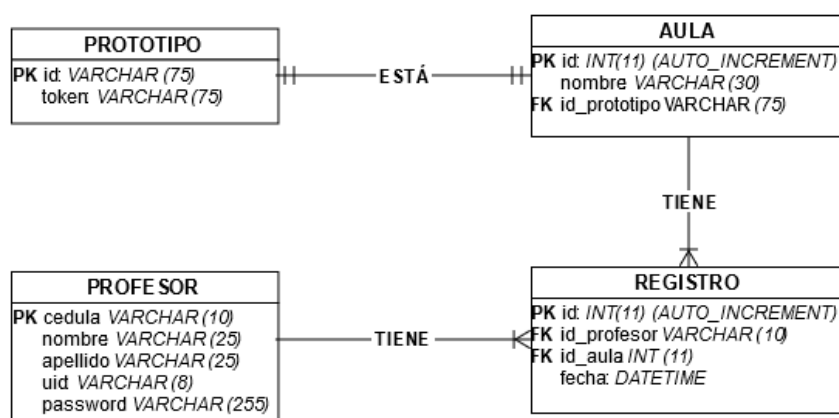 PROTOTIPO
PK id: VARCHAR (75)
token: VARCHAR (75)
ESTÁ
AULA
PK id: INT(11) (AUTO_INCREMENT)
nombre: VARCHAR (30)
FK id_prototipo VARCHAR (75)
TIENE
PROFESOR
PK cedula VARCHAR (10)
nombre VARCHAR (25)
apellido VARCHAR (25)
uid: VARCHAR (8)
password VARCHAR (255)
TIENE
REGISTRO
PK id: INT(11) (AUTO_INCREMENT)
FK id_profesor VARCHAR (10)
FK id_aula INT (11)
fecha: DATETIME